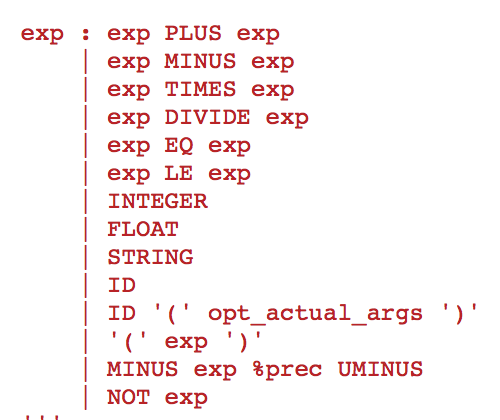 exp : exp PLUS exp
| exp MINUS exp
| exp TIMES exp
| exp DIVIDE exp
| exp EQ exp
| exp LE exp
| INTEGER
| FLOAT
| STRING
| ID
| ID '(' opt_actual_args ')'
| '(' exp ')'
| MINUS exp %prec UMINUS
| NOT exp
'''